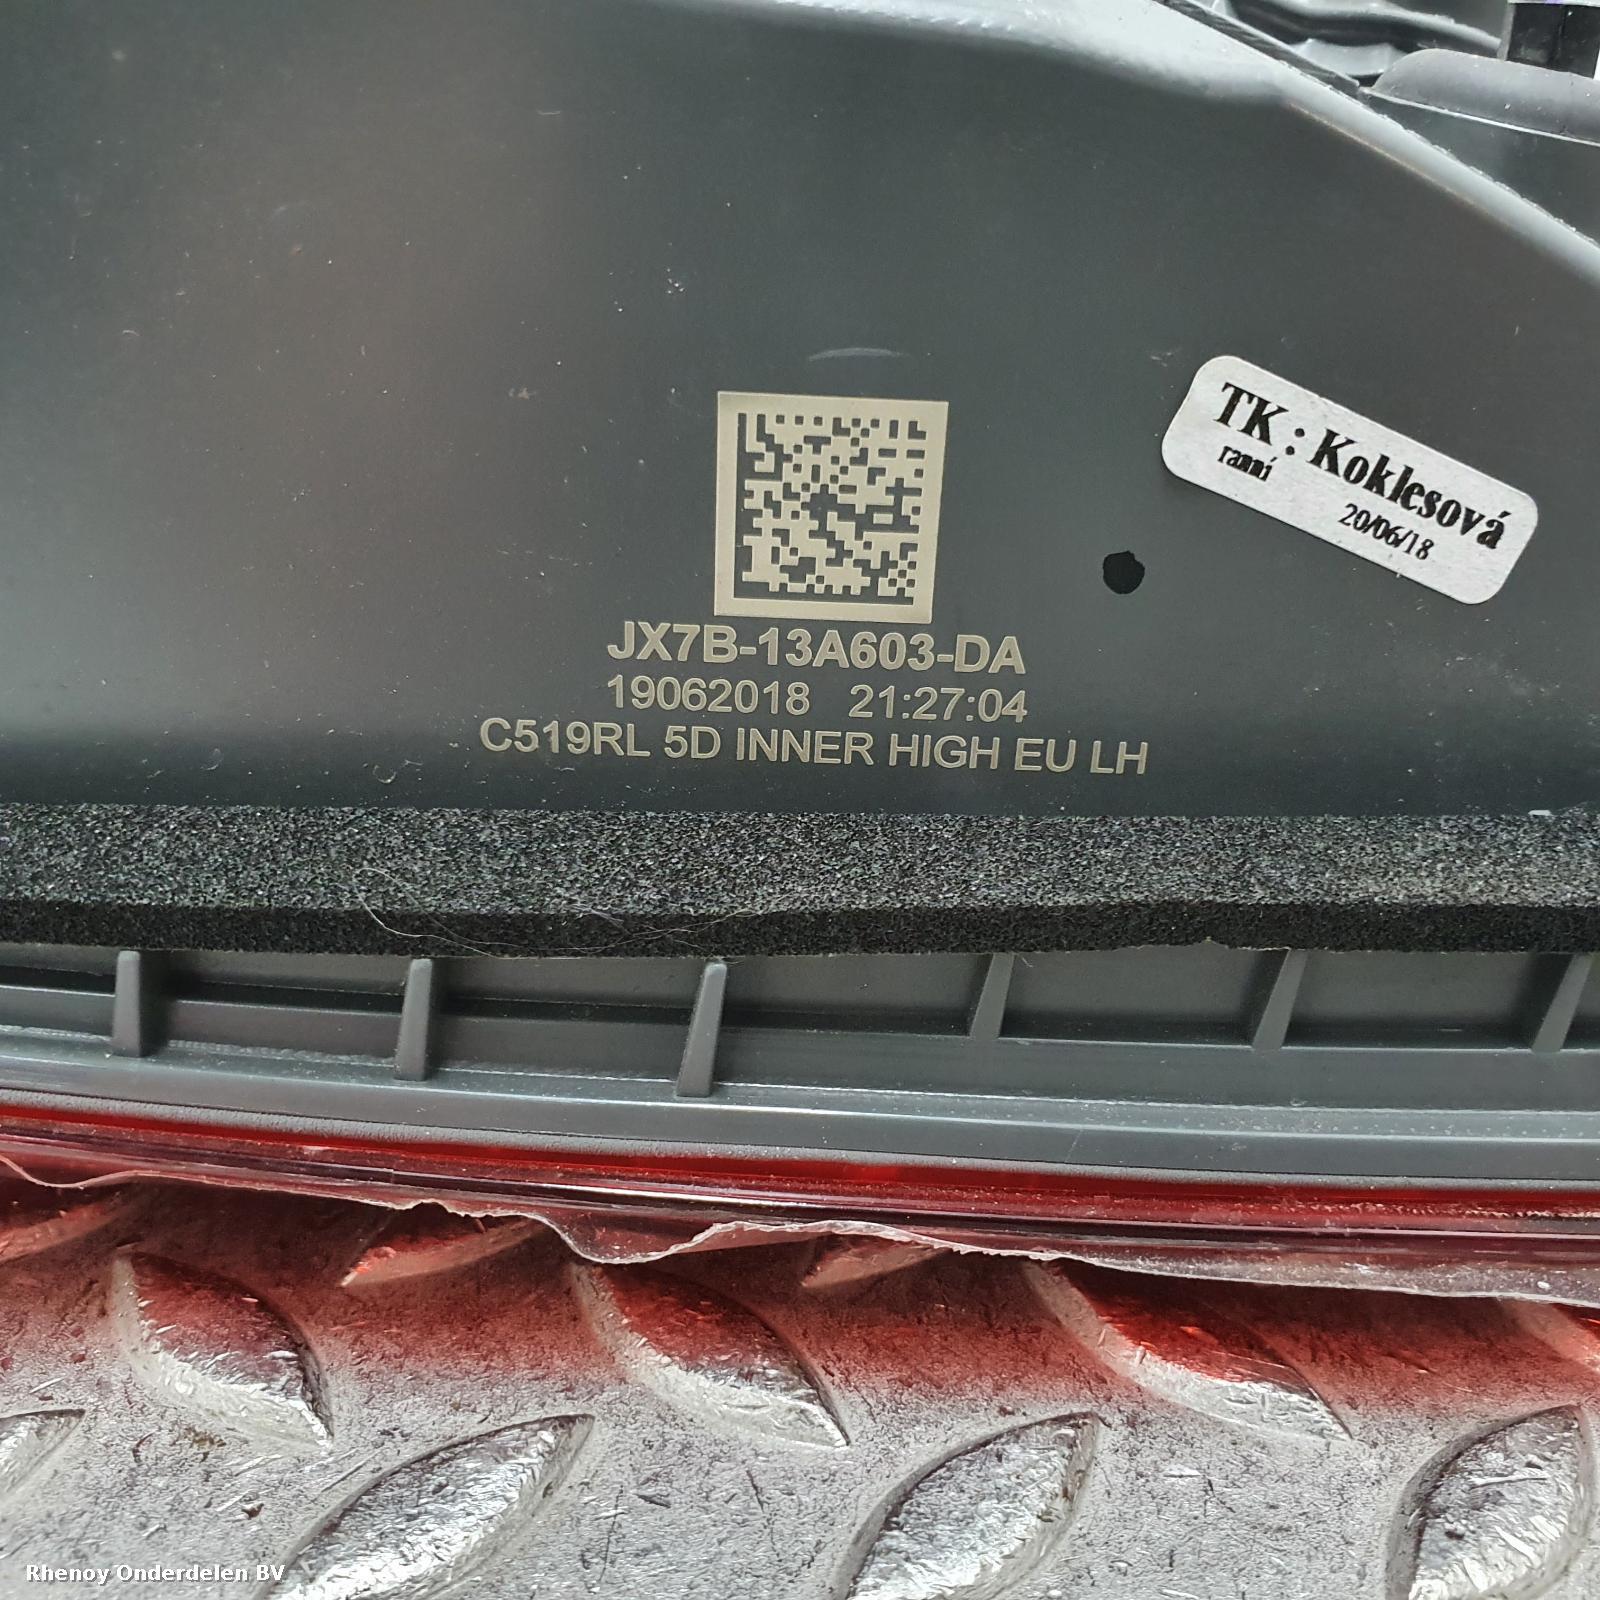 TK : Koklesová
ranní
20/06/18
JX7B-13A603-DA
19062018 21:27:04
C519RL 5D INNER HIGH EU LH
Rhenoy Onderdelen BV